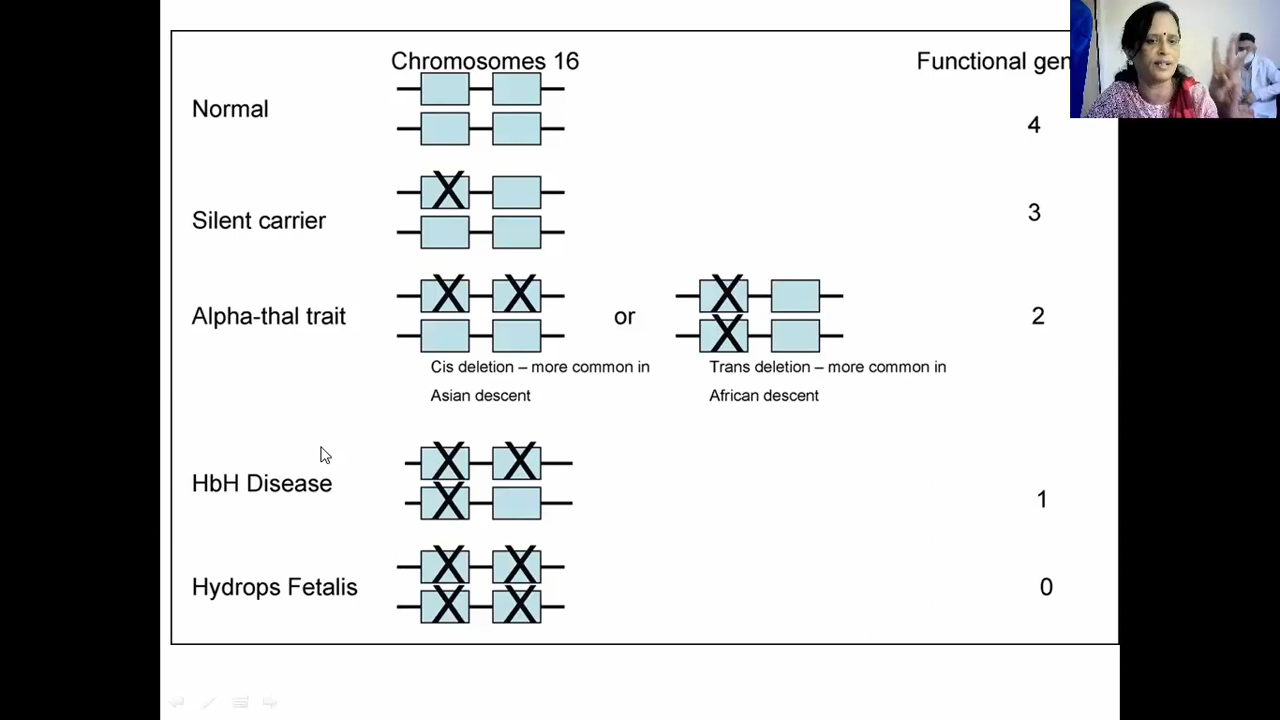 Chromosomes 16
Functional gen
Normal
4
Silent carrier
3
Alpha-thal trait
or
2
Cis deletion – more common in
Asian descent
Trans deletion – more common in
African descent
HbH Disease
1
Hydrops Fetalis
0